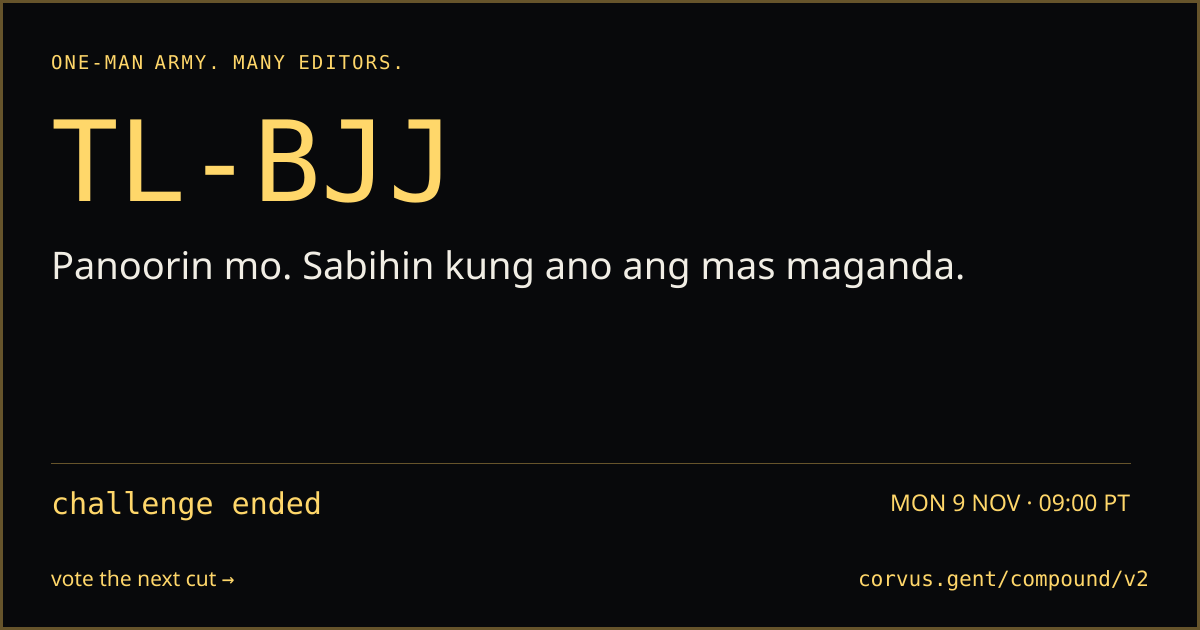 ONE-MAN ARMY. MANY EDITORS.
TL-BJJ
Panoorin mo. Sabihin kung ano ang mas maganda.
challenge ended
MON 9 NOV · 09:00 PT
vote the next cut →
corvus.gent/compound/v2